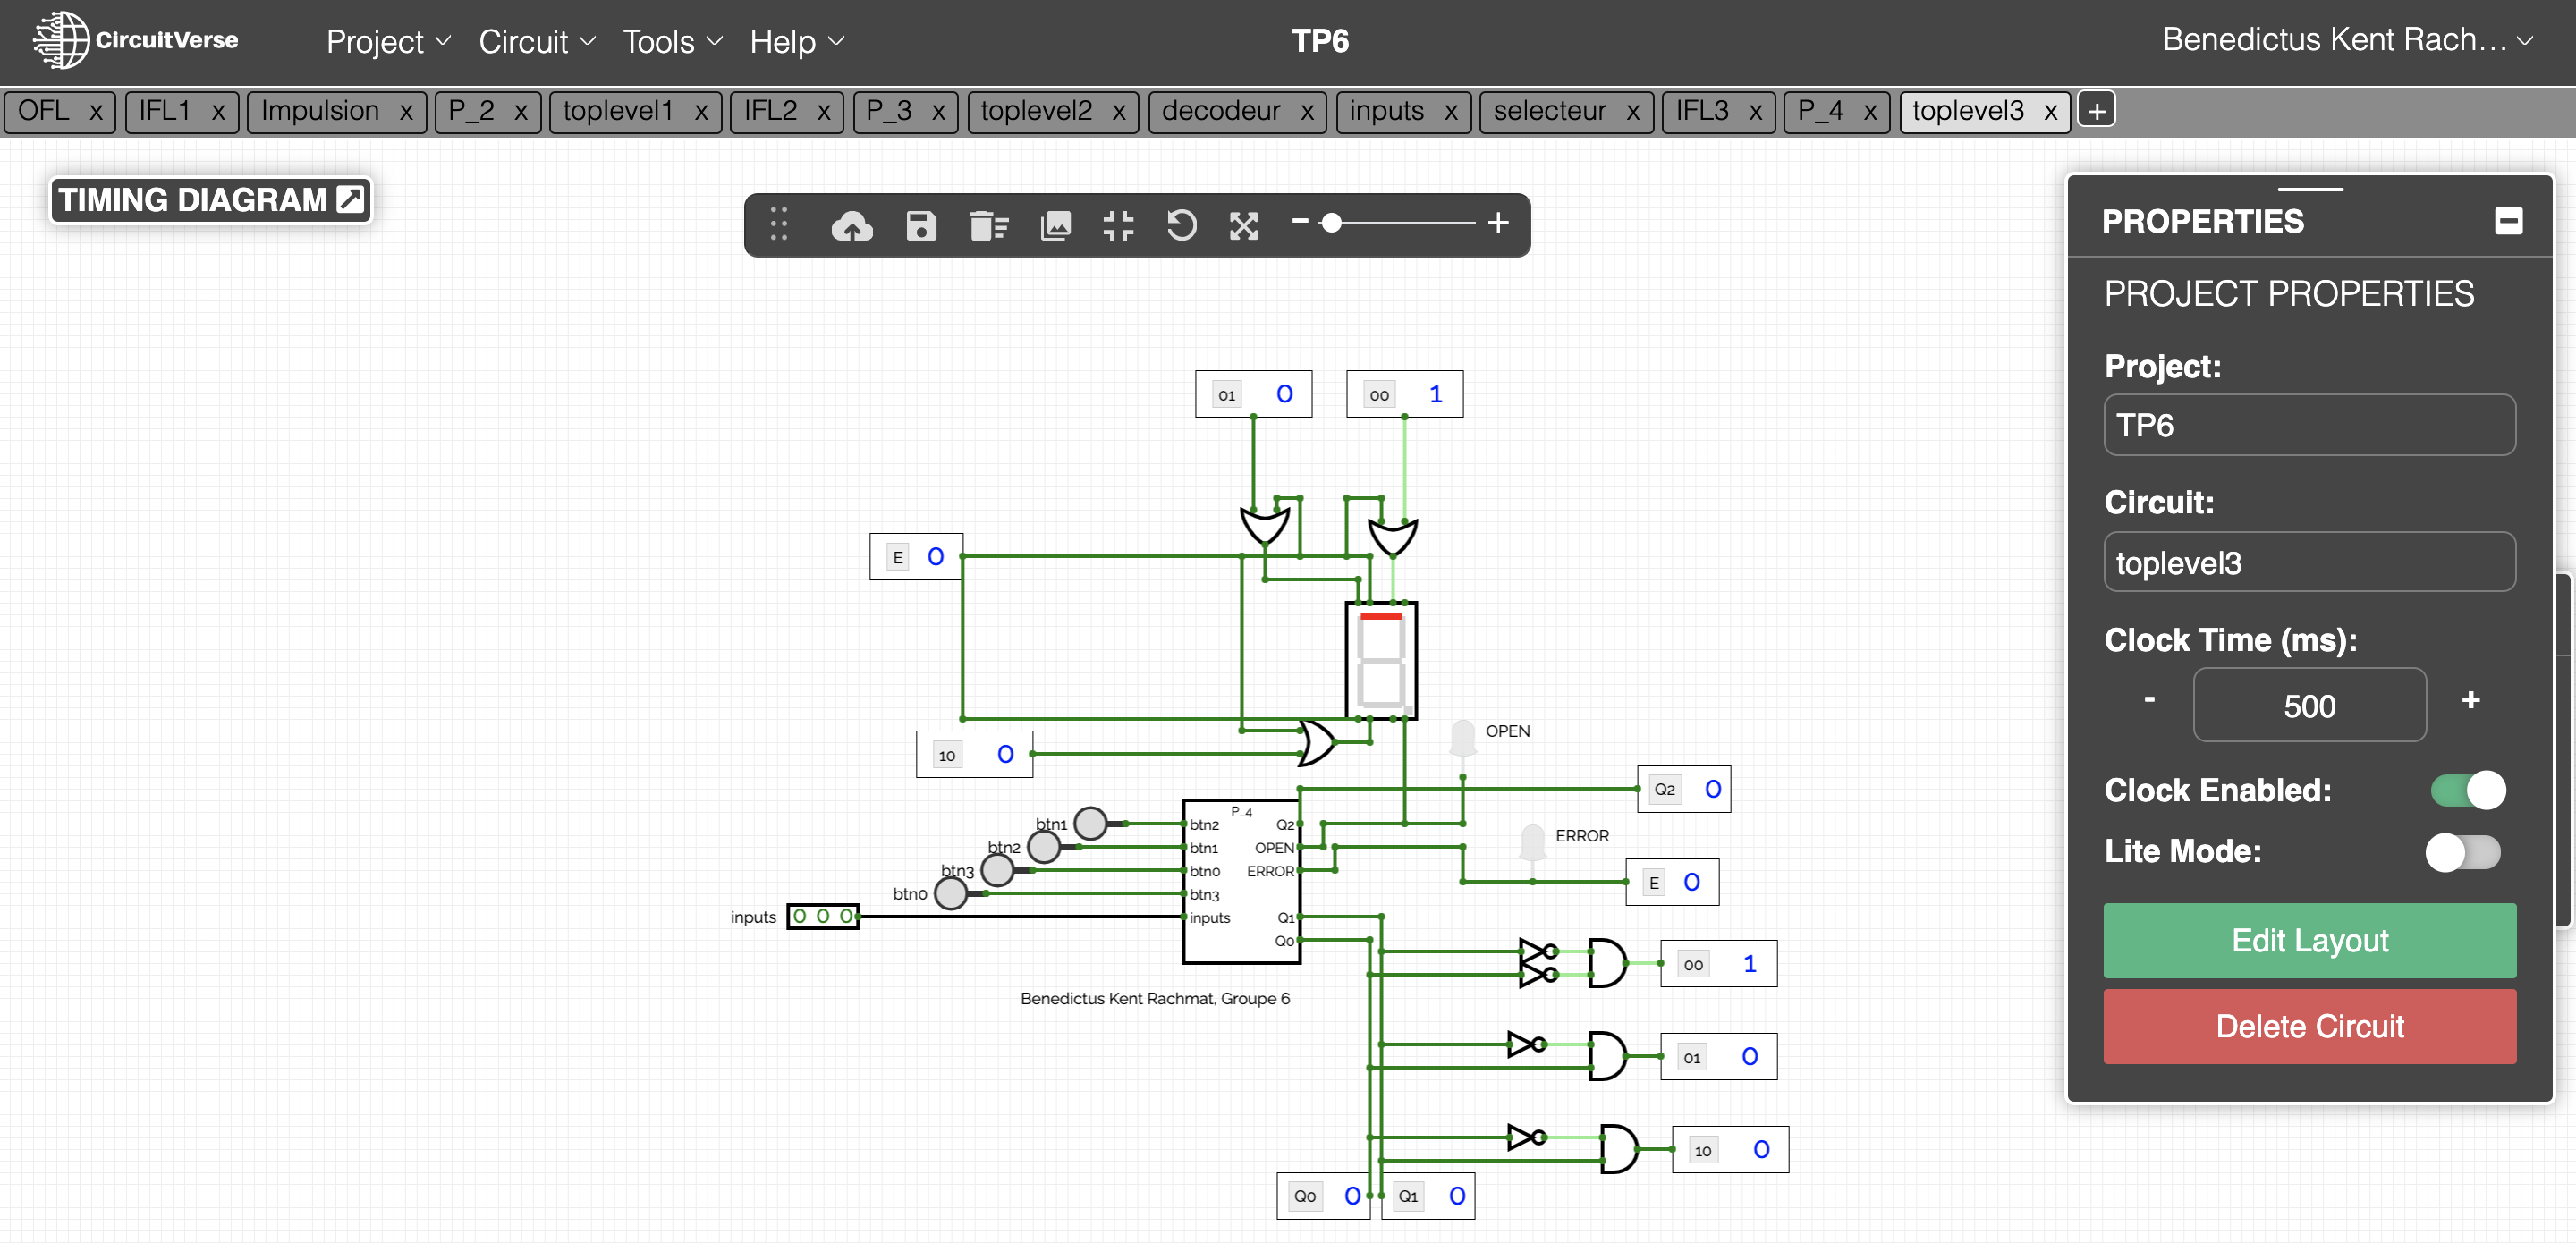 CircuitVerse
Project Circuit Tools Help
TP6
Benedictus Kent Rach...
OFL x IFL1 x Impulsion x P_2 x toplevel1 x IFL2 x P_3 x toplevel2 x decodeur x inputs x selecteur x IFL3 x P_4 x toplevel3 x +
TIMING DIAGRAM
- +
PROPERTIES
PROJECT PROPERTIES
Project:
TP6
Circuit:
toplevel3
Clock Time (ms):
- 500 +
Clock Enabled:
Lite Mode:
Edit Layout
Delete Circuit
01 0
00 1
E 0
10 0
OPEN
Q2 0
ERROR
E 0
btn1
btn2
btn3
btn0
inputs 0 0 0
P_4
btn2 Q2
btn1 OPEN
btn0 ERROR
btn3
inputs Q1
Q0
Benedictus Kent Rachmat, Groupe 6
00 1
01 0
10 0
Q0 0
Q1 0